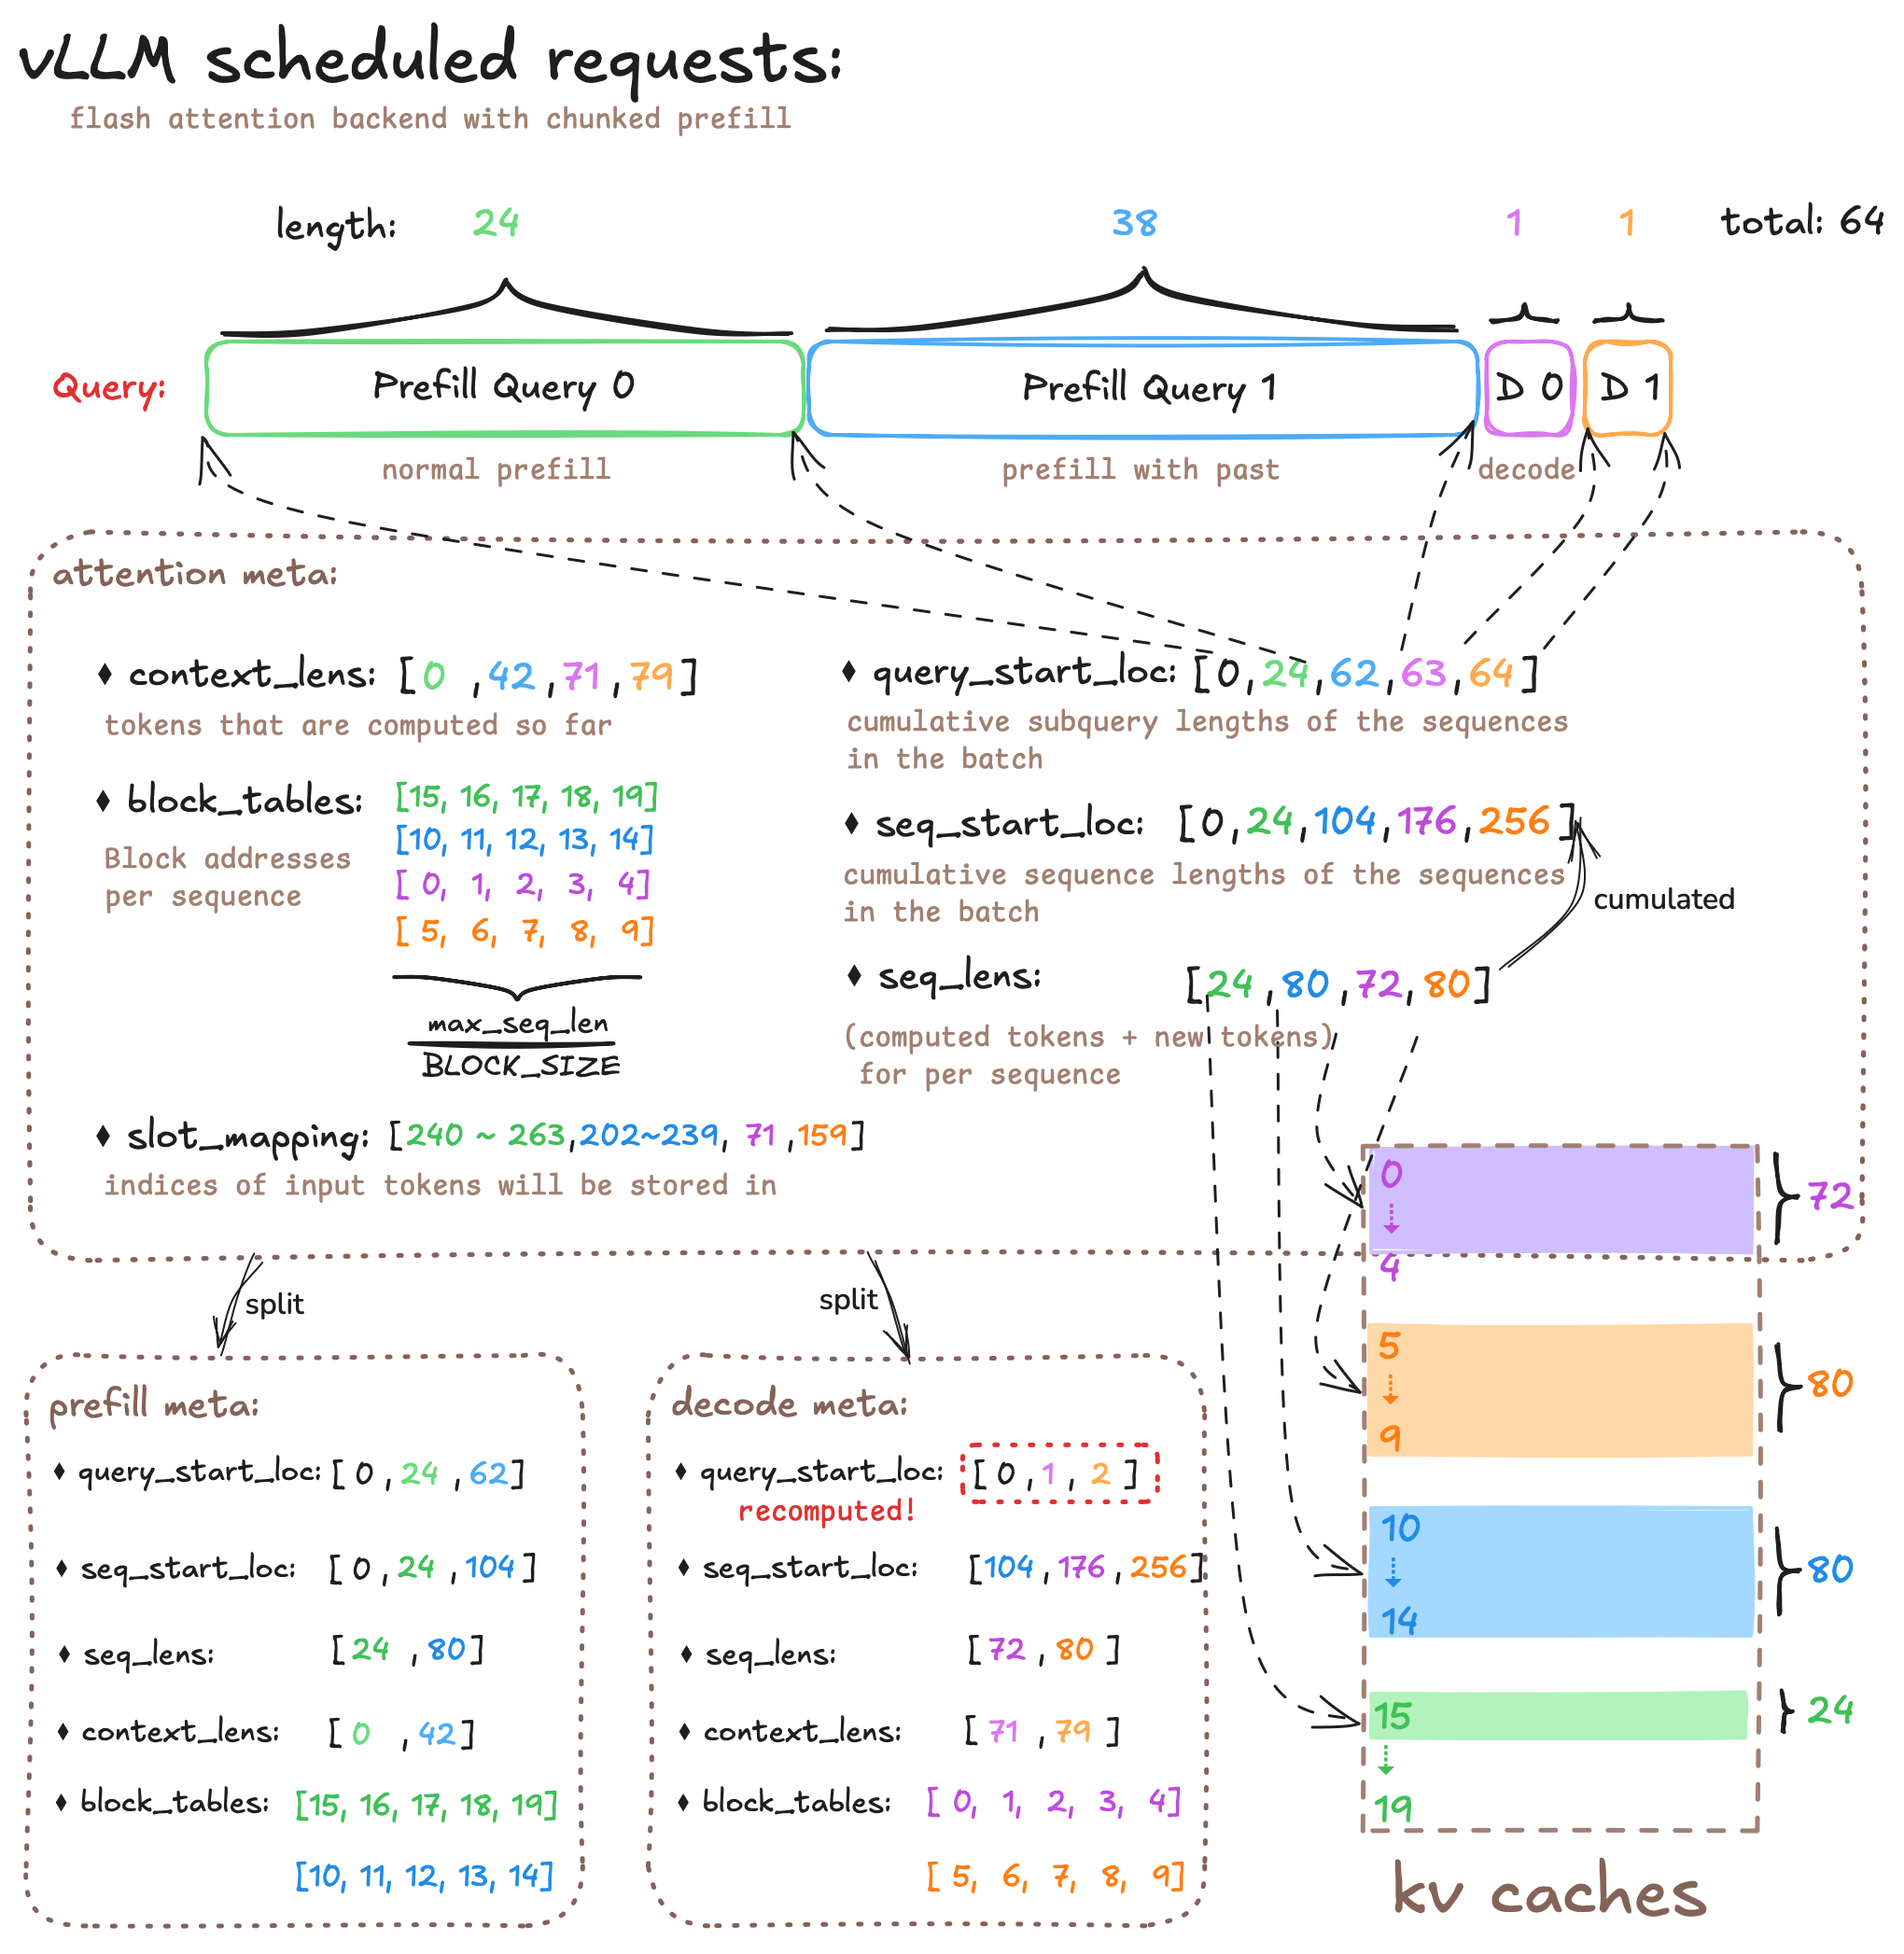 vLLM scheduled requests:
flash attention backend with chunked prefill
length: 24 38 1 1 total: 64
Query: Prefill Query 0 Prefill Query 1 D 0 D 1
normal prefill prefill with past decode
attention meta:
♦ context_lens: [0 ,42,71,79]
tokens that are computed so far
♦ block_tables: [15, 16, 17, 18, 19]
[10, 11, 12, 13, 14]
[ 0, 1, 2, 3, 4]
[ 5, 6, 7, 8, 9]
Block addresses
per sequence
max_seq_len
BLOCK_SIZE
♦ slot_mapping: [240 ~ 263,202~239, 71 ,159]
indices of input tokens will be stored in
♦ query_start_loc: [0,24,62,63,64]
cumulative subquery lengths of the sequences
in the batch
♦ seq_start_loc: [0,24,104,176,256]
cumulative sequence lengths of the sequences
in the batch
cumulated
♦ seq_lens: [24 ,80 ,72,80]
(computed tokens + new tokens)
for per sequence
split
split
prefill meta:
♦ query_start_loc: [ 0 ,24 ,62]
♦ seq_start_loc: [ 0 ,24 ,104 ]
♦ seq_lens: [24 ,80]
♦ context_lens: [ 0 ,42]
♦ block_tables: [15, 16, 17, 18, 19]
[10, 11, 12, 13, 14]
decode meta:
♦ query_start_loc: [ 0 ,1 , 2 ]
recomputed!
♦ seq_start_loc: [104 ,176 ,256]
♦ seq_lens: [ 72 ,80 ]
♦ context_lens: [ 71 ,79 ]
♦ block_tables: [ 0, 1, 2, 3, 4]
[ 5, 6, 7, 8, 9]
0
4
72
5
9
80
10
14
80
15
19
24
kv caches